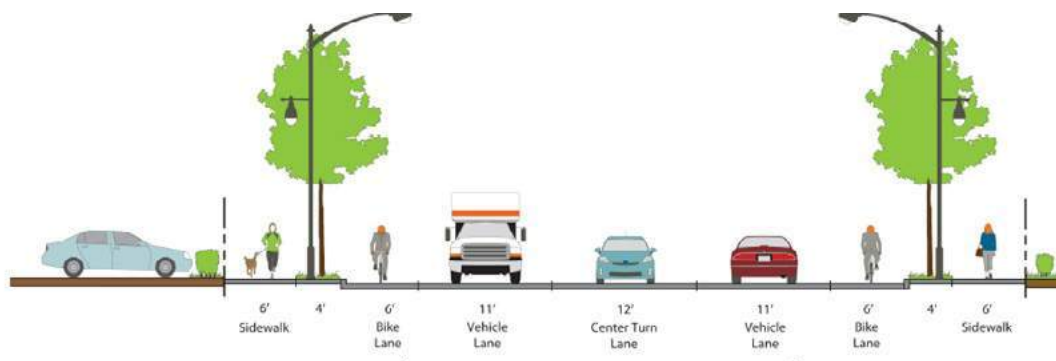 6' 4' 6' 11' 12' 11' 6' 4' 6'
Sidewalk Bike Vehicle Center Turn Vehicle Bike Sidewalk
Lane Lane Lane Lane Lane